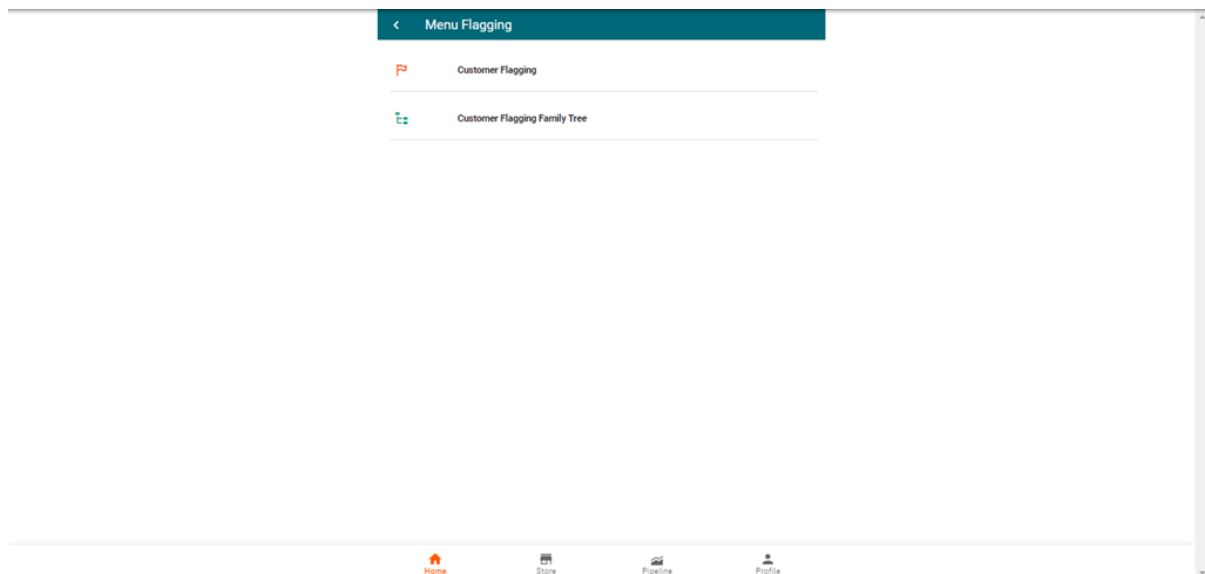 Menu Flagging
Customer Flagging
Customer Flagging Family Tree
Home Store Pipeline Profile